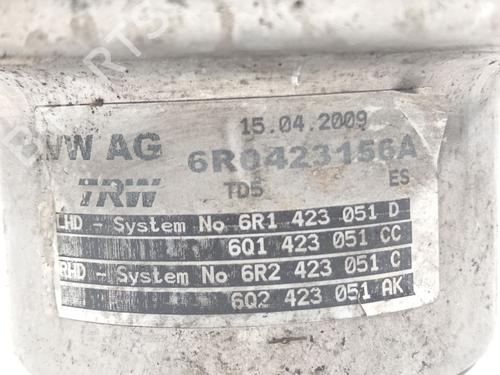 15.04.2009
VW AG 6R0423156A
TRW TD5 ES
LHD - System No 6R1 423 051 D
6Q1 423 051 CC
RHD - System No 6R2 423 051 C
6Q2 423 051 AK